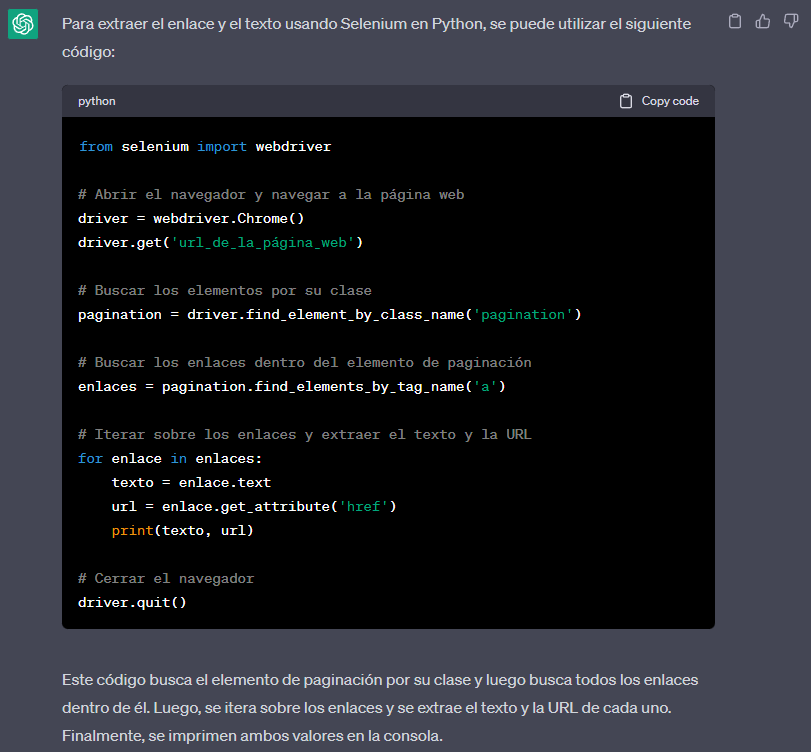 Para extraer el enlace y el texto usando Selenium en Python, se puede utilizar el siguiente
código:
python
Copy code
from selenium import webdriver
# Abrir el navegador y navegar a la página web
driver = webdriver.Chrome()
driver.get('url_de_la_página_web')
# Buscar los elementos por su clase
pagination = driver.find_element_by_class_name('pagination')
# Buscar los enlaces dentro del elemento de paginación
enlaces = pagination.find_elements_by_tag_name('a')
# Iterar sobre los enlaces y extraer el texto y la URL
for enlace in enlaces:
    texto = enlace.text
    url = enlace.get_attribute('href')
    print(texto, url)
# Cerrar el navegador
driver.quit()
Este código busca el elemento de paginación por su clase y luego busca todos los enlaces
dentro de él. Luego, se itera sobre los enlaces y se extrae el texto y la URL de cada uno.
Finalmente, se imprimen ambos valores en la consola.